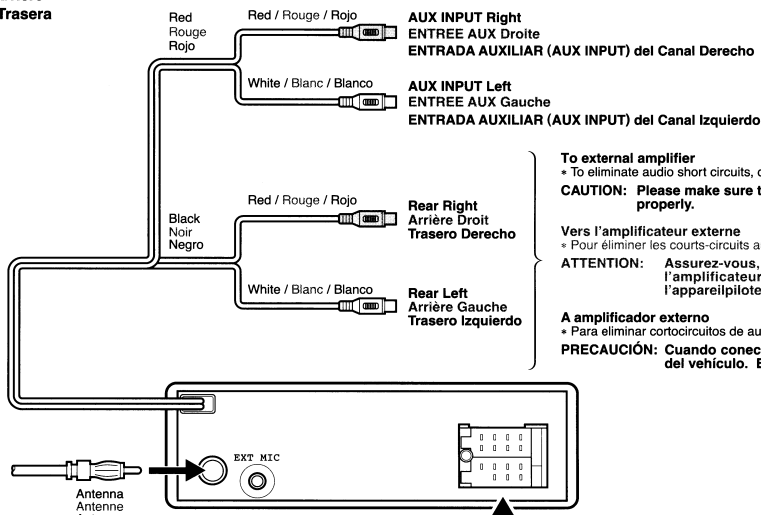 Trasera
Red
Rouge
Rojo
Red / Rouge / Rojo
AUX INPUT Right
ENTREE AUX Droite
ENTRADA AUXILIAR (AUX INPUT) del Canal Derecho
White / Blanc / Blanco
AUX INPUT Left
ENTREE AUX Gauche
ENTRADA AUXILIAR (AUX INPUT) del Canal Izquierdo
Black
Noir
Negro
Red / Rouge / Rojo
Rear Right
Arrière Droit
Trasero Derecho
White / Blanc / Blanco
Rear Left
Arrière Gauche
Trasero Izquierdo
To external amplifier
* To eliminate audio short circuits,
CAUTION: Please make sure
properly.
Vers l'amplificateur externe
* Pour éliminer les courts-circuits
ATTENTION: Assurez-vous,
l'amplificateur
l'appareilpilote
A amplificador externo
* Para eliminar cortocircuitos de
PRECAUCIÓN: Cuando
del vehículo.
EXT MIC
Antenna
Antenne